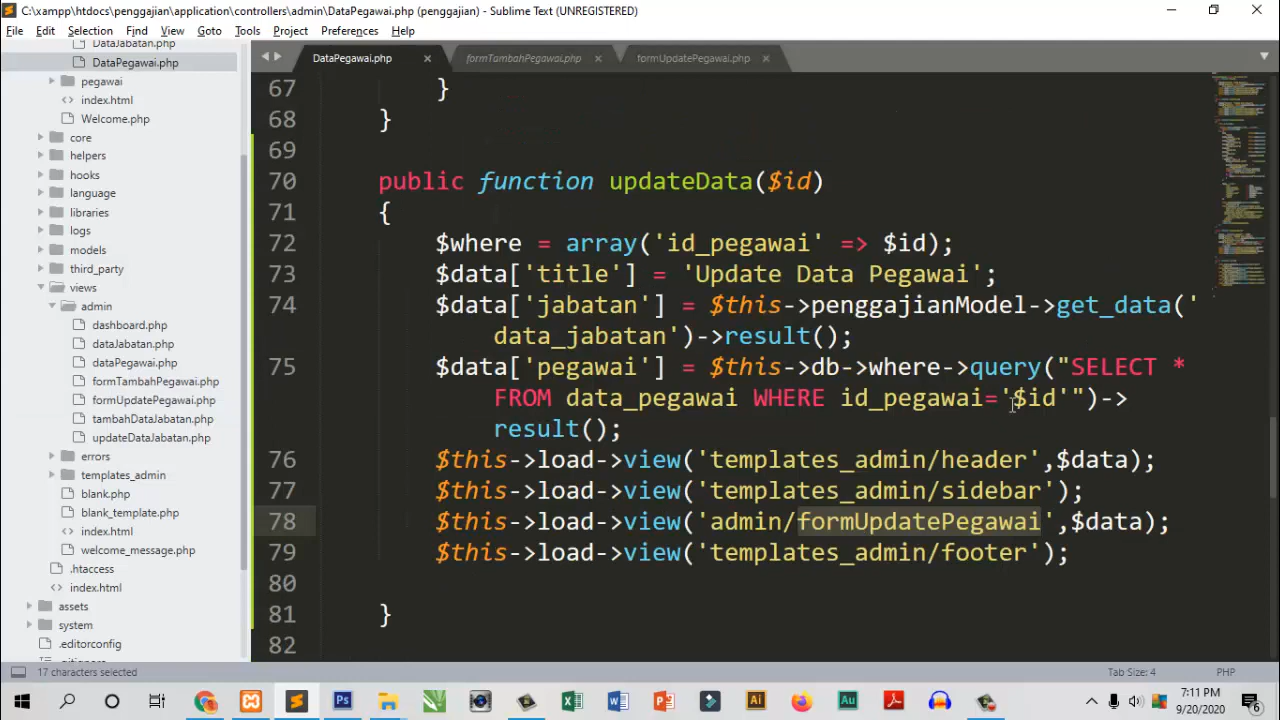 C:\xampp\htdocs\penggajian\application\controllers\admin\DataPegawai.php (penggajian) - Sublime Text (UNREGISTERED)
File Edit Selection Find View Goto Tools Project Preferences Help
DataJabatan.php
DataPegawai.php
pegawai
index.html
Welcome.php
core
helpers
hooks
language
libraries
logs
models
third_party
views
admin
dashboard.php
dataJabatan.php
dataPegawai.php
formTambahPegawai.php
formUpdatePegawai.php
tambahDataJabatan.php
updateDataJabatan.php
errors
templates_admin
blank.php
blank_template.php
index.html
welcome_message.php
.htaccess
index.html
assets
system
.editorconfig
DataPegawai.php × formTambahPegawai.php × formUpdatePegawai.php ×
67 }
68 }
69
70 public function updateData($id)
71 {
72 $where = array('id_pegawai' => $id);
73 $data['title'] = 'Update Data Pegawai';
74 $data['jabatan'] = $this->penggajianModel->get_data('
data_jabatan')->result();
75 $data['pegawai'] = $this->db->where->query("SELECT *
FROM data_pegawai WHERE id_pegawai='$id'")->
result();
76 $this->load->view('templates_admin/header',$data);
77 $this->load->view('templates_admin/sidebar');
78 $this->load->view('admin/formUpdatePegawai',$data);
79 $this->load->view('templates_admin/footer');
80
81 }
82
17 characters selected Tab Size: 4 PHP
7:11 PM
9/20/2020
6